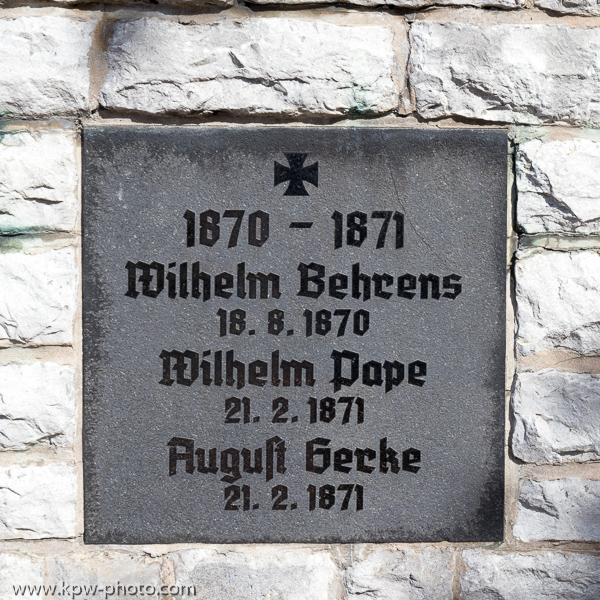 1870 – 1871
Wilhelm Behrens
18. 8. 1870
Wilhelm Pape
21. 2. 1871
Auguſt Gerke
21. 2. 1871
www.kpw-photo.com